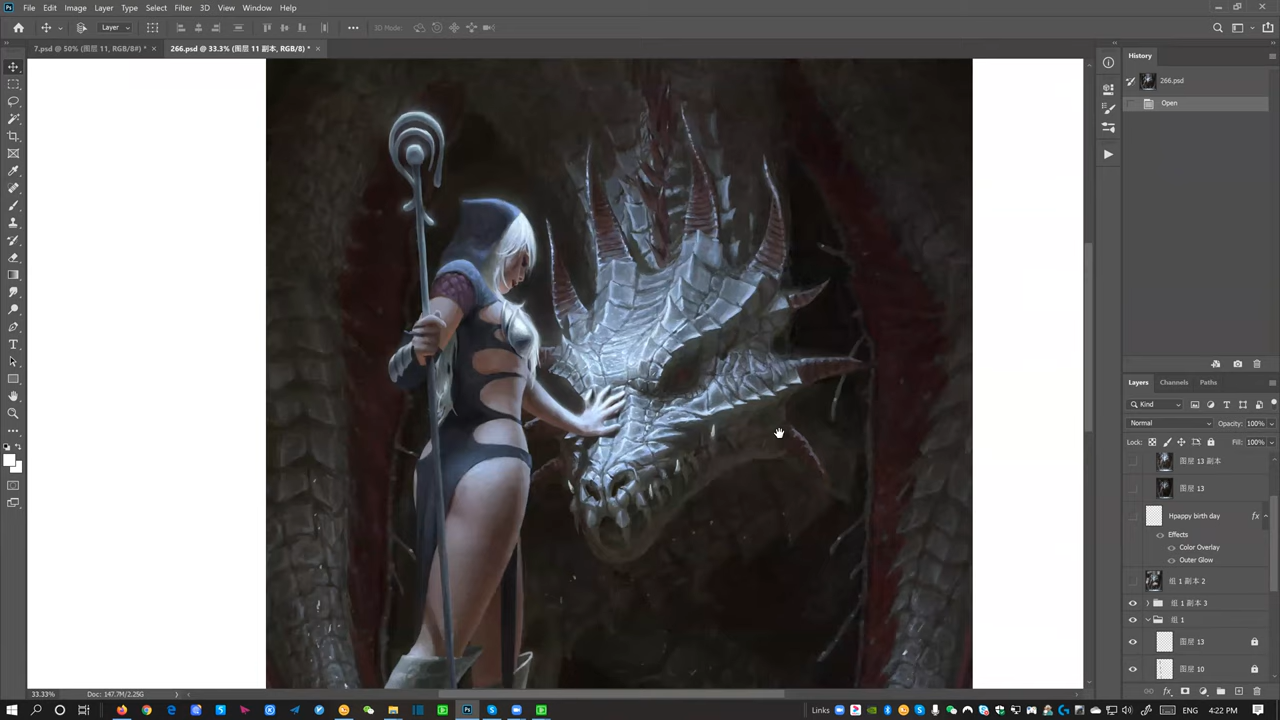 File Edit Image Layer Type Select Filter 3D View Window Help
Layer 3D Mode:
7.psd @ 50% (图层 11, RGB/8#) * × 266.psd @ 33.3% (图层 11 副本, RGB/8) * ×
History
266.psd
Open
Layers Channels Paths
Kind
Normal Opacity: 100%
Lock: Fill: 100%
图层 13 副本
图层 13
Hpappy birth day fx
Effects
Color Overlay
Outer Glow
组 1 副本 2
组 1 副本 3
组 1
图层 13
图层 10
33.33% Doc: 147.7M/2.25G
Links 4:22 PM